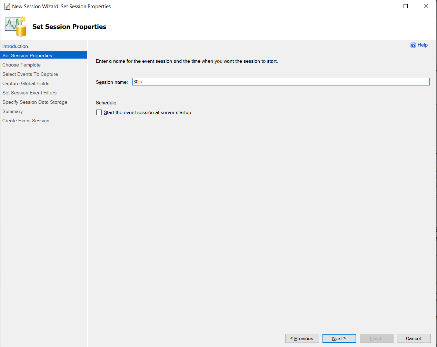 New Session Wizard: Set Session Properties
Set Session Properties
Introduction
Set Session Properties
Choose Template
Select Events To Capture
Capture Global Fields
Set Session Event Filters
Specify Session Data Storage
Summary
Create Event Session
Help
Enter a name for the event session and the time when you want the session to start.
Session name:
Schedule
Start the event session at server startup
< Previous
Next >
Cancel